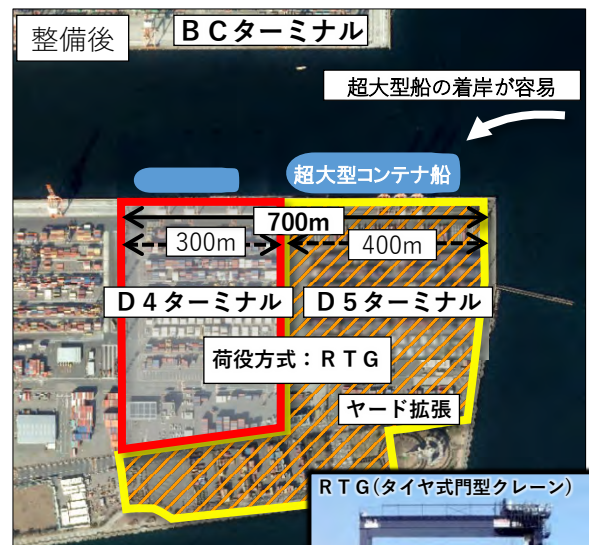 整備後
ＢＣターミナル
超大型船の着岸が容易
超大型コンテナ船
700m
300m
400m
Ｄ４ターミナル
Ｄ５ターミナル
荷役方式：ＲＴＧ
ヤード拡張
ＲＴＧ(タイヤ式門型クレーン)